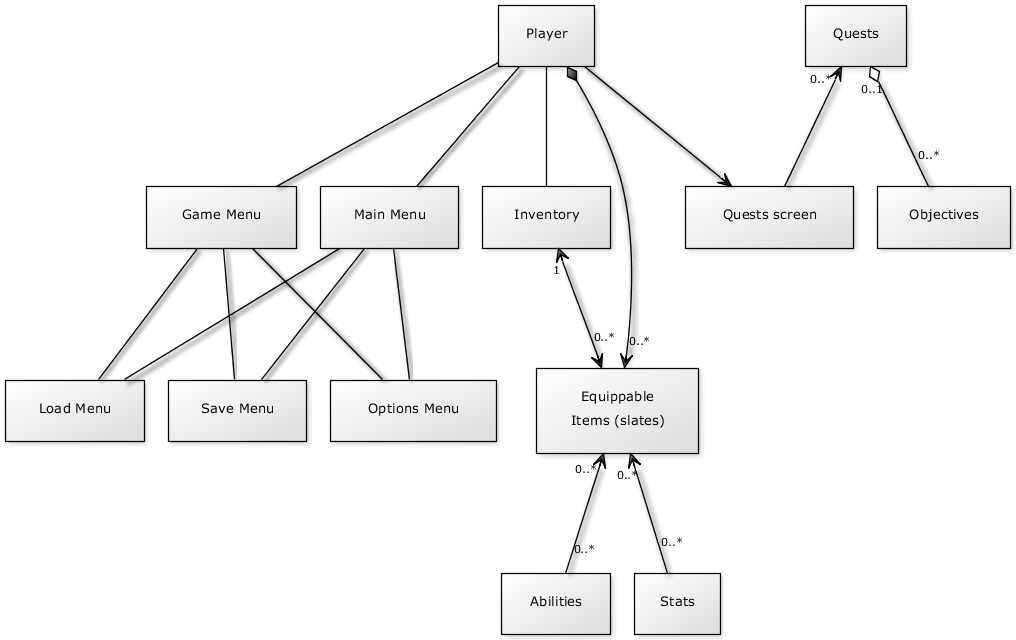 Player
Quests
0..*
0..1
0..*
Game Menu
Main Menu
Inventory
Quests screen
Objectives
1
0..*
0..*
Load Menu
Save Menu
Options Menu
Equippable
Items (slates)
0..*
0..*
0..*
0..*
Abilities
Stats